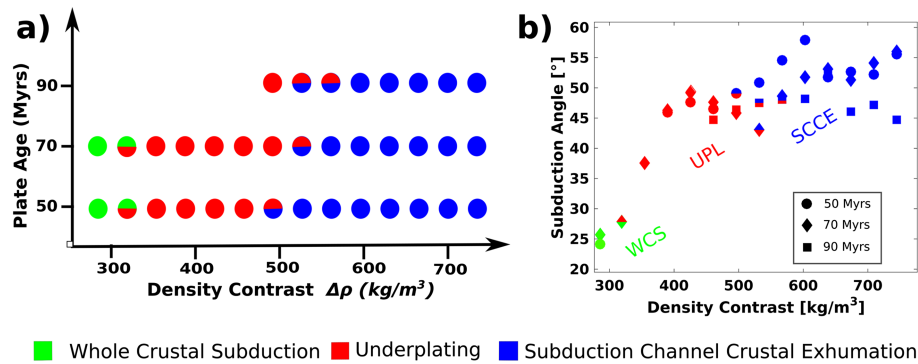 a)
Plate Age (Myrs)
90
70
50
300 400 500 600 700
Density Contrast Δρ (kg/m³)
b)
Subduction Angle [°]
60
55
50
45
40
35
30
25
20
WCS
UPL
SCCE
50 Myrs
70 Myrs
90 Myrs
300 400 500 600 700
Density Contrast [kg/m³]
Whole Crustal Subduction Underplating Subduction Channel Crustal Exhumation